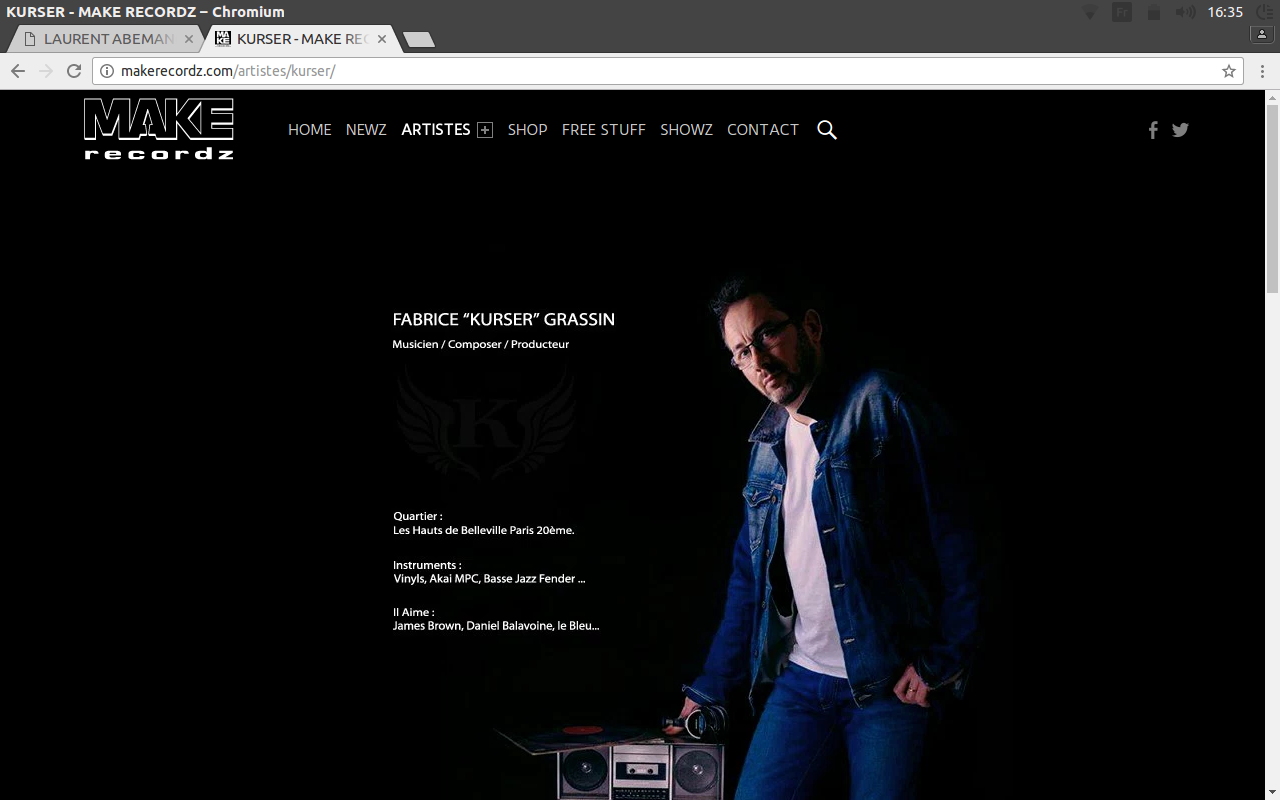 KURSER - MAKE RECORDZ – Chromium
Fr
16:35
LAURENT ABEMAN
KURSER - MAKE REC
makerecordz.com/artistes/kurser/
MAKE
recordz
HOME NEWZ ARTISTES SHOP FREE STUFF SHOWZ CONTACT
FABRICE “KURSER” GRASSIN
Musicien / Composer / Producteur
K
Quartier :
Les Hauts de Belleville Paris 20ème.
Instruments :
Vinyls, Akai MPC, Basse Jazz Fender ...
Il Aime :
James Brown, Daniel Balavoine, le Bleu...